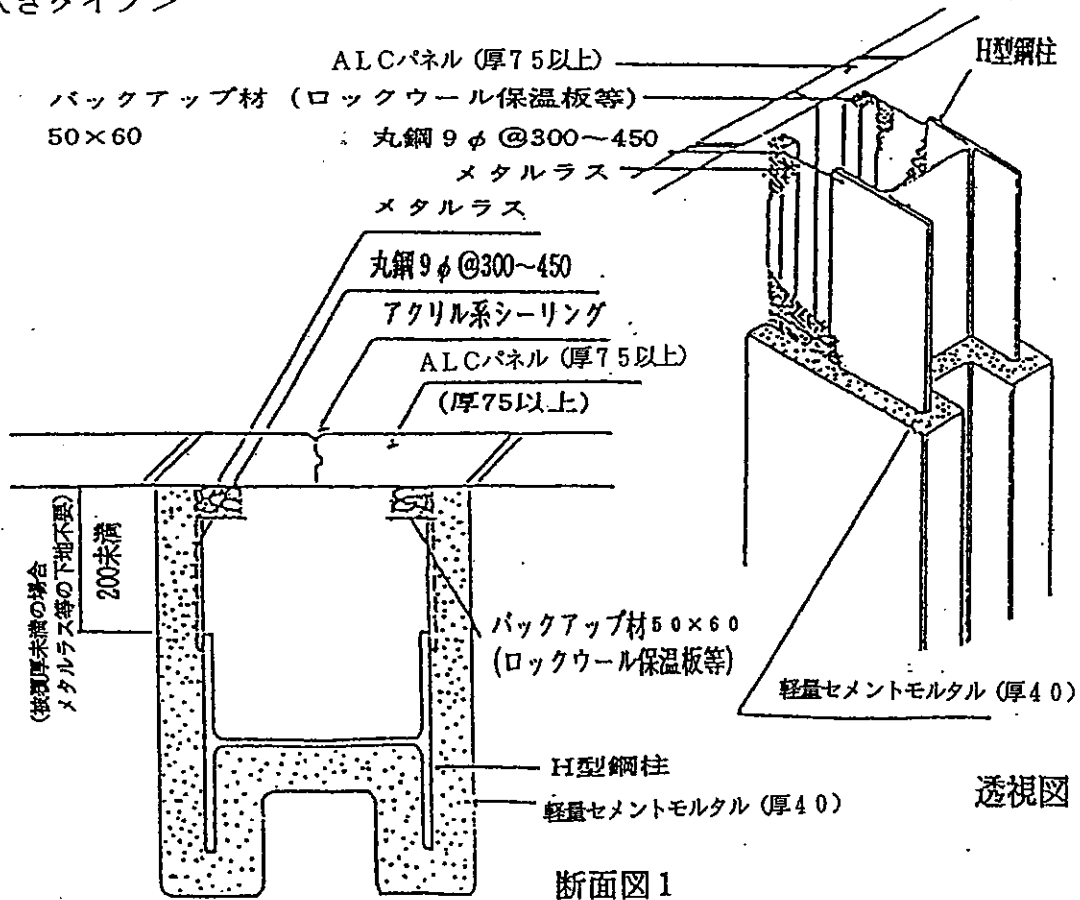 きタイプ＞
ALCパネル (厚75以上)
H型鋼柱
バックアップ材 (ロックウール保温板等)
50×60
丸鋼9φ@300〜450
メタルラス
メタルラス
丸鋼9φ@300〜450
アクリル系シーリング
ALCパネル (厚75以上)
(厚75以上)
200未満
(被覆厚未満の場合
メタルラス等の下地不要)
バックアップ材50×60
(ロックウール保温板等)
軽量セメントモルタル (厚40)
H型鋼柱
軽量セメントモルタル (厚40)
透視図
断面図1